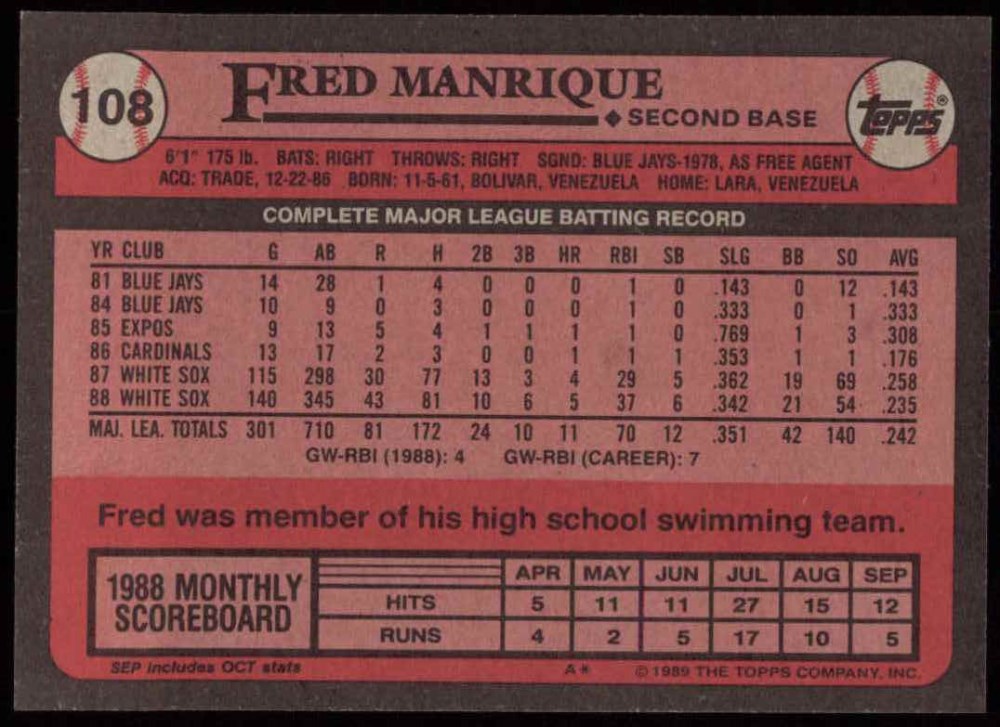 108
FRED MANRIQUE
◆ SECOND BASE
topps®
6'1" 175 lb. BATS: RIGHT THROWS: RIGHT SGND: BLUE JAYS-1978, AS FREE AGENT
ACQ: TRADE, 12-22-86 BORN: 11-5-61, BOLIVAR, VENEZUELA HOME: LARA, VENEZUELA
COMPLETE MAJOR LEAGUE BATTING RECORD
YR CLUB G AB R H 2B 3B HR RBI SB SLG BB SO AVG
81 BLUE JAYS 14 28 1 4 0 0 0 1 0 .143 0 12 .143
84 BLUE JAYS 10 9 0 3 0 0 0 1 0 .333 0 1 .333
85 EXPOS 9 13 5 4 1 1 1 1 0 .769 1 3 .308
86 CARDINALS 13 17 2 3 0 0 1 1 1 .353 1 1 .176
87 WHITE SOX 115 298 30 77 13 3 4 29 5 .362 19 69 .258
88 WHITE SOX 140 345 43 81 10 6 5 37 6 .342 21 54 .235
MAJ. LEA. TOTALS 301 710 81 172 24 10 11 70 12 .351 42 140 .242
GW-RBI (1988): 4 GW-RBI (CAREER): 7
Fred was member of his high school swimming team.
1988 MONTHLY
SCOREBOARD
APR MAY JUN JUL AUG SEP
HITS 5 11 11 27 15 12
RUNS 4 2 5 17 10 5
SEP includes OCT stats
A*
© 1989 THE TOPPS COMPANY, INC.